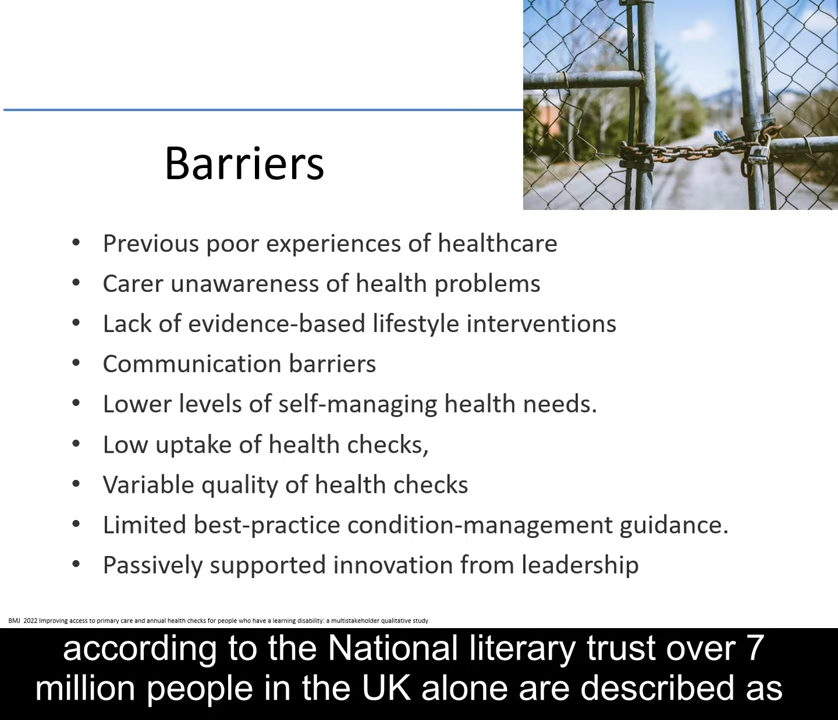 Barriers
• Previous poor experiences of healthcare
• Carer unawareness of health problems
• Lack of evidence-based lifestyle interventions
• Communication barriers
• Lower levels of self-managing health needs.
• Low uptake of health checks,
• Variable quality of health checks
• Limited best-practice condition-management guidance.
• Passively supported innovation from leadership
BMJ 2022 Improving access to primary care and annual health checks for people who have a learning disability: a multistakeholder qualitative study
according to the National literary trust over 7
million people in the UK alone are described as